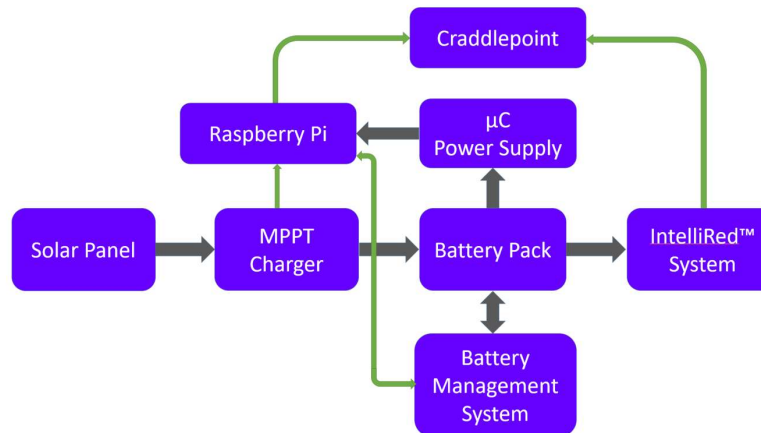 Craddlepoint
Raspberry Pi
µC
Power Supply
Solar Panel
MPPT
Charger
Battery Pack
IntelliRed™
System
Battery
Management
System